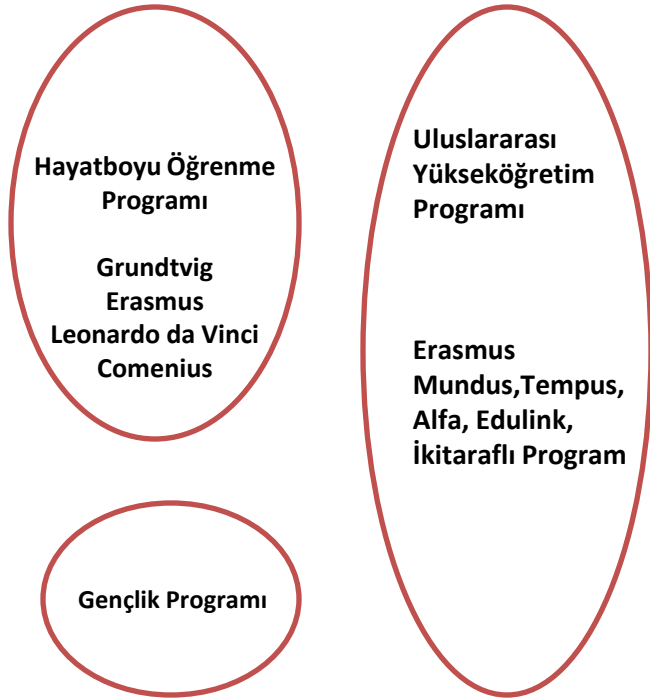 Hayatboyu Öğrenme
Programı
Grundtvig
Erasmus
Leonardo da Vinci
Comenius
Uluslararası
Yükseköğretim
Programı
Erasmus
Mundus,Tempus,
Alfa, Edulink,
İkitaraflı Program
Gençlik Programı